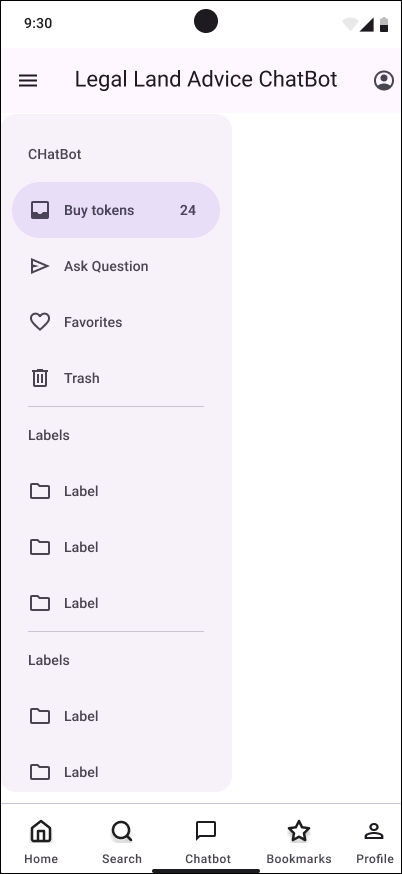 9:30
Legal Land Advice ChatBot
CHatBot
Buy tokens 24
Ask Question
Favorites
Trash
Labels
Label
Label
Label
Labels
Label
Label
Home Search Chatbot Bookmarks Profile